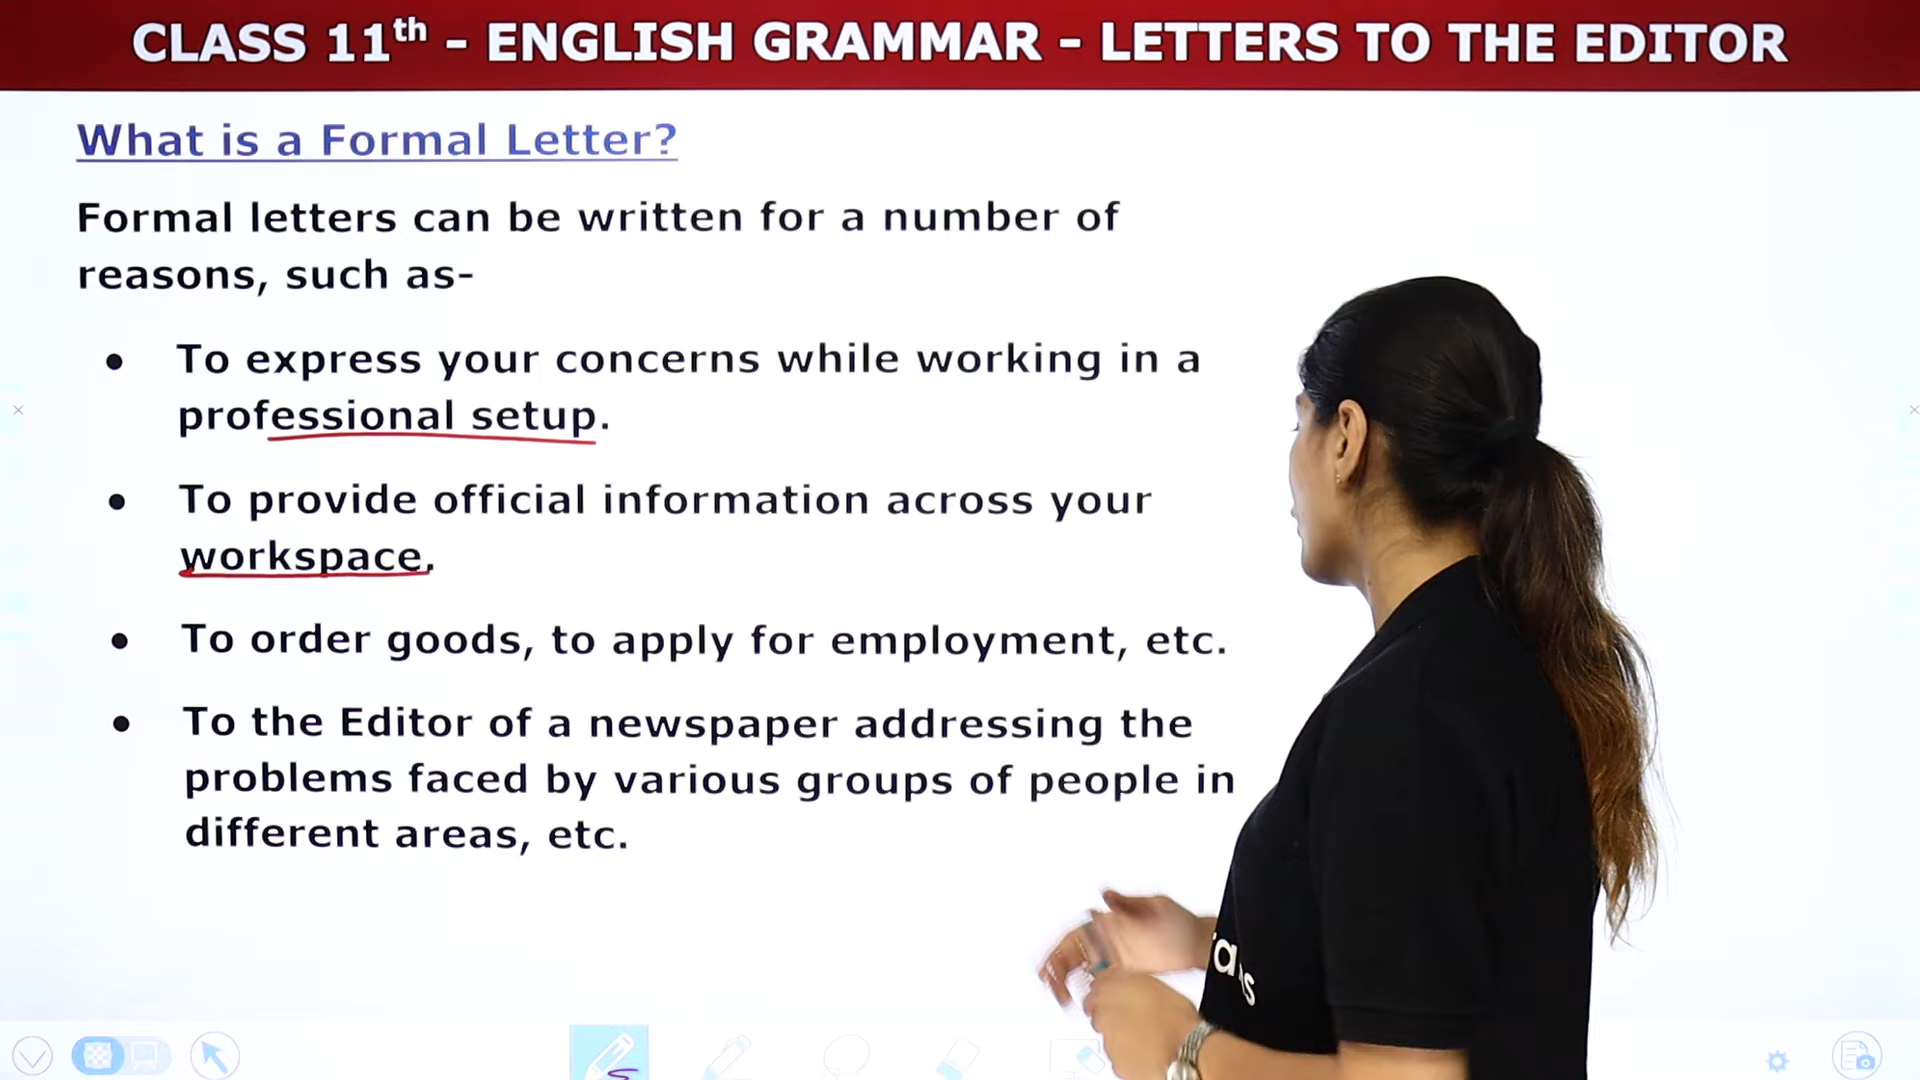 CLASS 11th - ENGLISH GRAMMAR - LETTERS TO THE EDITOR
What is a Formal Letter?
Formal letters can be written for a number of
reasons, such as-
• To express your concerns while working in a
professional setup.
• To provide official information across your
workspace.
• To order goods, to apply for employment, etc.
• To the Editor of a newspaper addressing the
problems faced by various groups of people in
different areas, etc.